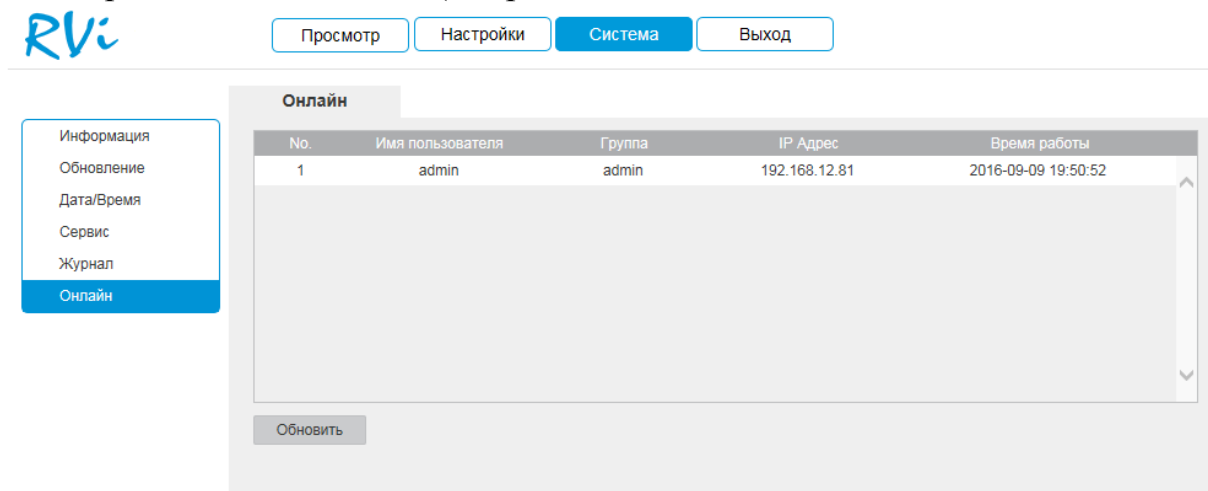 RVi
Просмотр Настройки Система Выход
Онлайн
Информация
Обновление
Дата/Время
Сервис
Журнал
Онлайн
No. Имя пользователя Группа IP Адрес Время работы
1 admin admin 192.168.12.81 2016-09-09 19:50:52
Обновить